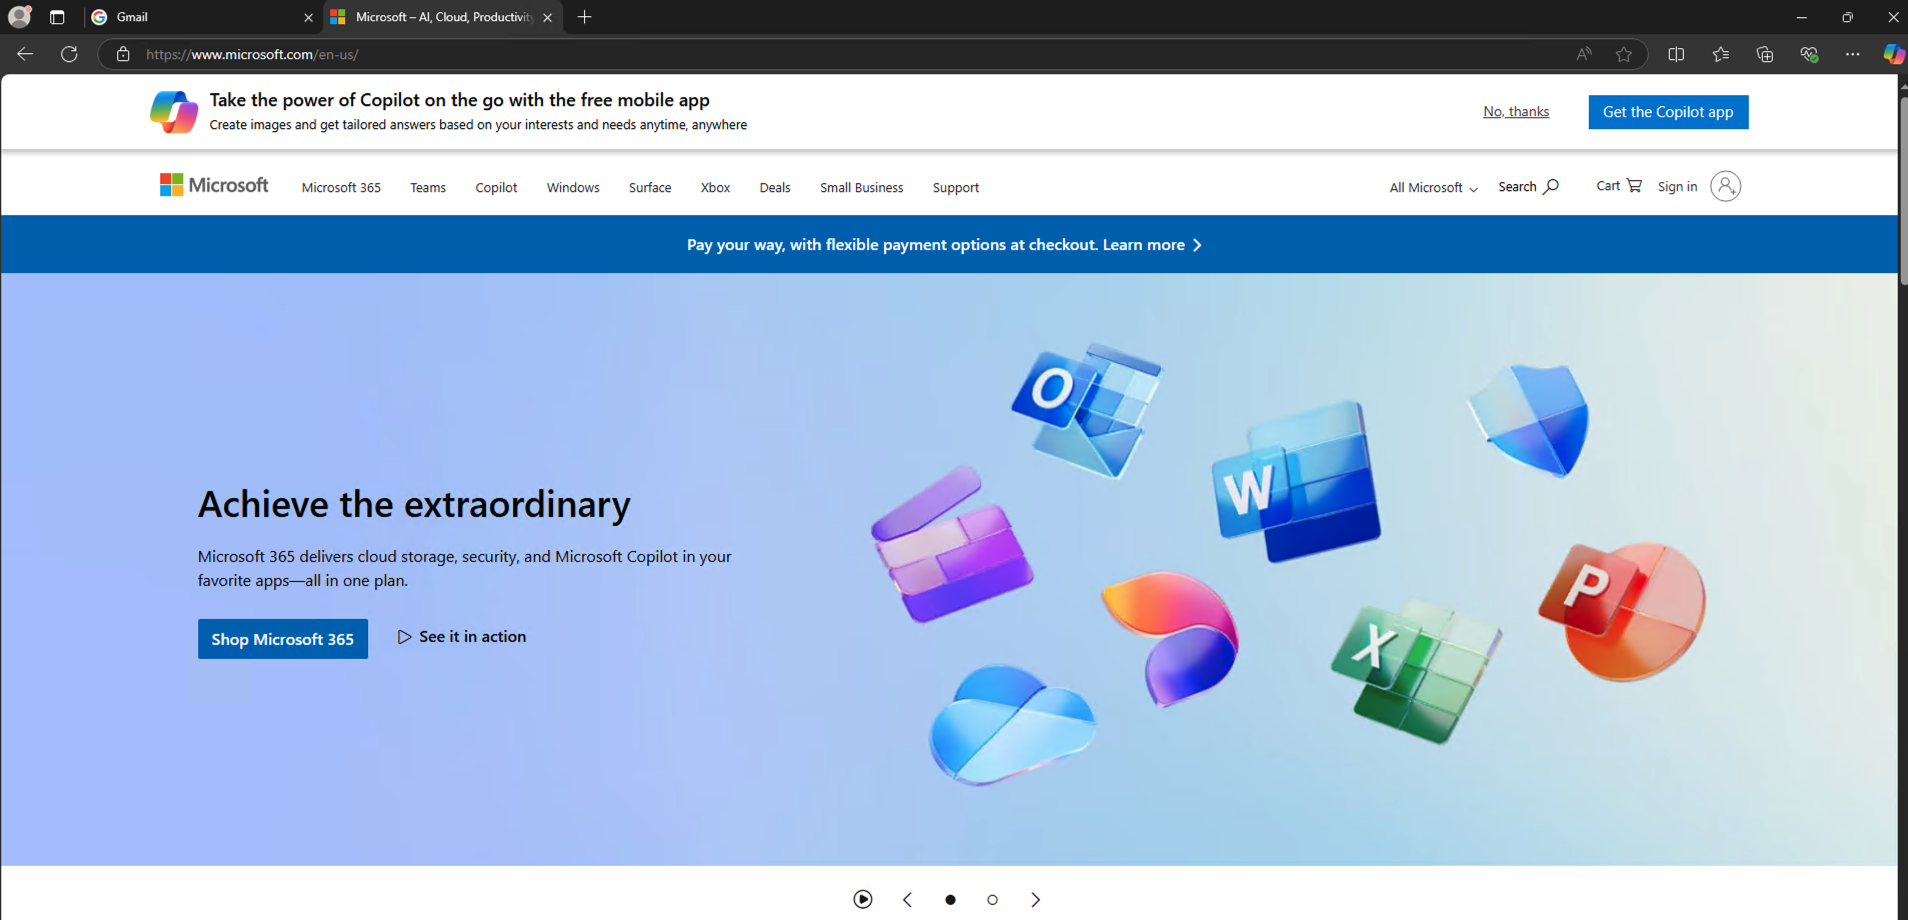 Gmail
Microsoft – AI, Cloud, Productivity
https://www.microsoft.com/en-us/
Take the power of Copilot on the go with the free mobile app
Create images and get tailored answers based on your interests and needs anytime, anywhere
No, thanks
Get the Copilot app
Microsoft
Microsoft 365
Teams
Copilot
Windows
Surface
Xbox
Deals
Small Business
Support
All Microsoft
Search
Cart
Sign in
Pay your way, with flexible payment options at checkout. Learn more
O
W
P
X
Achieve the extraordinary
Microsoft 365 delivers cloud storage, security, and Microsoft Copilot in your
favorite apps—all in one plan.
Shop Microsoft 365
See it in action